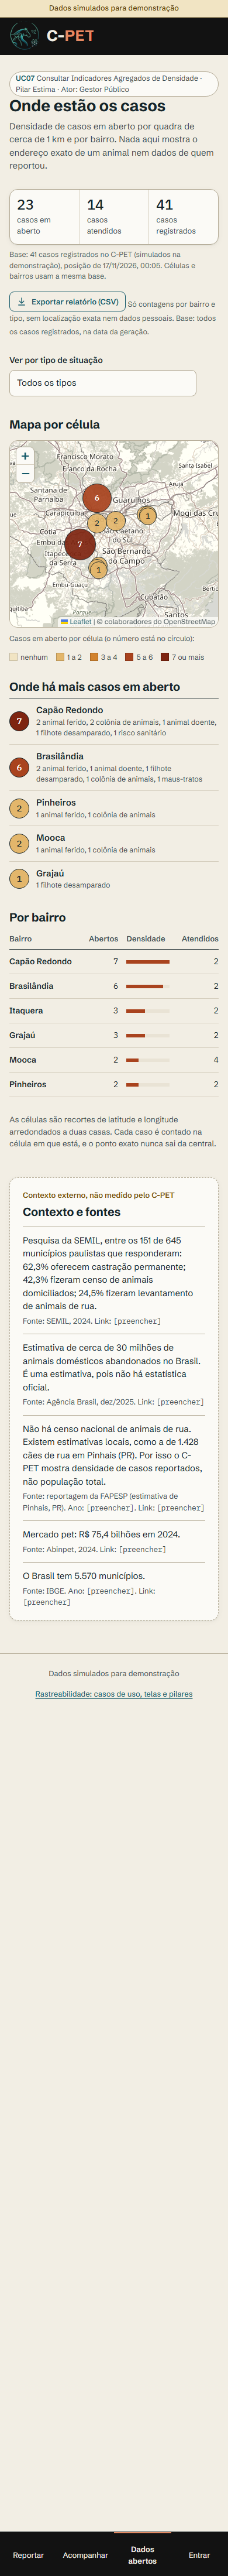 Dados simulados para demonstração
C-PET
UC07 Consultar Indicadores Agregados de Densidade ·
Pilar Estima · Ator: Gestor Público
Onde estão os casos
Densidade de casos em aberto por quadra de
cerca de 1 km e por bairro. Nada aqui mostra o
endereço exato de um animal nem dados de quem
reportou.
23
casos em
aberto
14
casos
atendidos
41
casos
registrados
Base: 41 casos registrados no C-PET (simulados na
demonstração), posição de 17/11/2026, 00:05. Células e
bairros usam a mesma base.
Exportar relatório (CSV)
Só contagens por bairro e
tipo, sem localização exata nem dados pessoais. Base: todos
os casos registrados, na data da geração.
Ver por tipo de situação
Todos os tipos
Mapa por célula
+
−
Francisco Morato
Franco da Rocha
Santa Isabel
Santana de
Parnaíba
Arujá
Guarulhos
Carapicuíba
Mogi das Cru
Cotia
São Caetano
do Sul
Embu da
São Bernardo
do Campo
Itapece
da Serra
Embu-Guaçu
Cubatão
6
2
2
1
7
1
Leaflet | © colaboradores do OpenStreetMap
Casos em aberto por célula (o número está no círculo):
nenhum
1 a 2
3 a 4
5 a 6
7 ou mais
Onde há mais casos em aberto
7
Capão Redondo
2 animal ferido, 2 colônia de animais, 1 animal doente,
1 filhote desamparado, 1 risco sanitário
6
Brasilândia
2 animal ferido, 1 animal doente, 1 filhote
desamparado, 1 colônia de animais, 1 maus-tratos
2
Pinheiros
1 animal ferido, 1 colônia de animais
2
Mooca
1 animal ferido, 1 colônia de animais
1
Grajaú
1 filhote desamparado
Por bairro
Bairro Abertos Densidade Atendidos
Capão Redondo 7 2
Brasilândia 6 2
Itaquera 3 2
Grajaú 3 2
Mooca 2 4
Pinheiros 2 2
As células são recortes de latitude e longitude
arredondados a duas casas. Cada caso é contado na
célula em que está, e o ponto exato nunca sai da central.
Contexto externo, não medido pelo C-PET
Contexto e fontes
Pesquisa da SEMIL, entre os 151 de 645
municípios paulistas que responderam:
62,3% oferecem castração permanente;
42,3% fizeram censo de animais
domiciliados; 24,5% fizeram levantamento
de animais de rua.
Fonte: SEMIL, 2024. Link: [preencher]
Estimativa de cerca de 30 milhões de
animais domésticos abandonados no Brasil.
É uma estimativa, pois não há estatística
oficial.
Fonte: Agência Brasil, dez/2025. Link: [preencher]
Não há censo nacional de animais de rua.
Existem estimativas locais, como a de 1.428
cães de rua em Pinhais (PR). Por isso o C-
PET mostra densidade de casos reportados,
não população total.
Fonte: reportagem da FAPESP (estimativa de
Pinhais, PR). Ano: [preencher]. Link: [preencher]
Mercado pet: R$ 75,4 bilhões em 2024.
Fonte: Abinpet, 2024. Link: [preencher]
O Brasil tem 5.570 municípios.
Fonte: IBGE. Ano: [preencher]. Link:
[preencher]
Dados simulados para demonstração
Rastreabilidade: casos de uso, telas e pilares
Reportar
Acompanhar
Dados
abertos
Entrar